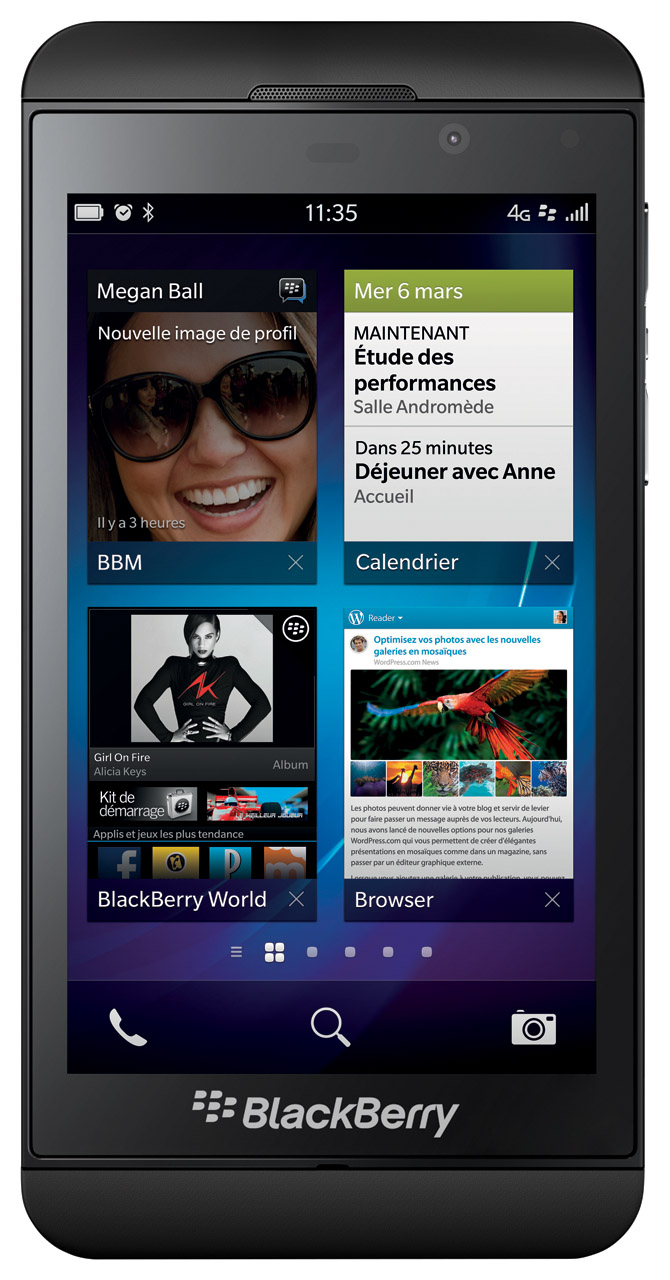 11:35
4G
Megan Ball
Nouvelle image de profil
Il y a 3 heures
BBM
Mer 6 mars
MAINTENANT
Étude des
performances
Salle Andromède
Dans 25 minutes
Déjeuner avec Anne
Accueil
Calendrier
GIRL ON FIRE
Girl On Fire
Alicia Keys
Album
Kit de
démarrage
LE MEILLEUR JOUEUR
Applis et jeux les plus tendance
BlackBerry World
Reader
Optimisez vos photos avec les nouvelles
galeries en mosaïques
WordPress.com News
Les photos peuvent donner vie à votre blog et servir de levier
pour faire passer un message auprès de vos lecteurs. Aujourd'hui,
nous avons lancé de nouvelles options pour nos galeries
WordPress.com qui vous permettent de créer d'élégantes
présentations en mosaïques comme dans un magazine, sans
passer par un éditeur graphique externe.
Browser
BlackBerry